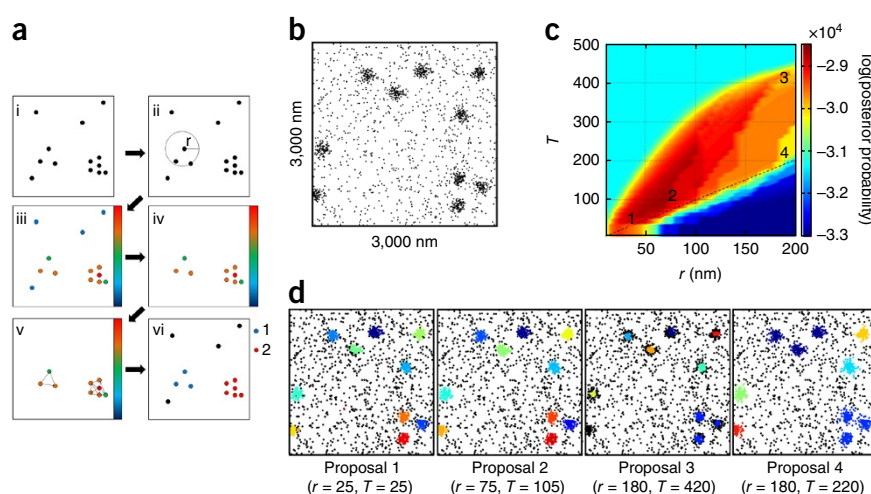 a
i
ii
r
iii
iv
v
vi
1
2
b
3,000 nm
3,000 nm
c
×10⁴
500
400
300
200
100
T
50
100
150
200
r (nm)
1
2
3
4
−2.9
−3.0
−3.1
−3.2
−3.3
log(posterior probability)
d
Proposal 1
(r = 25, T = 25)
Proposal 2
(r = 75, T = 105)
Proposal 3
(r = 180, T = 420)
Proposal 4
(r = 180, T = 220)